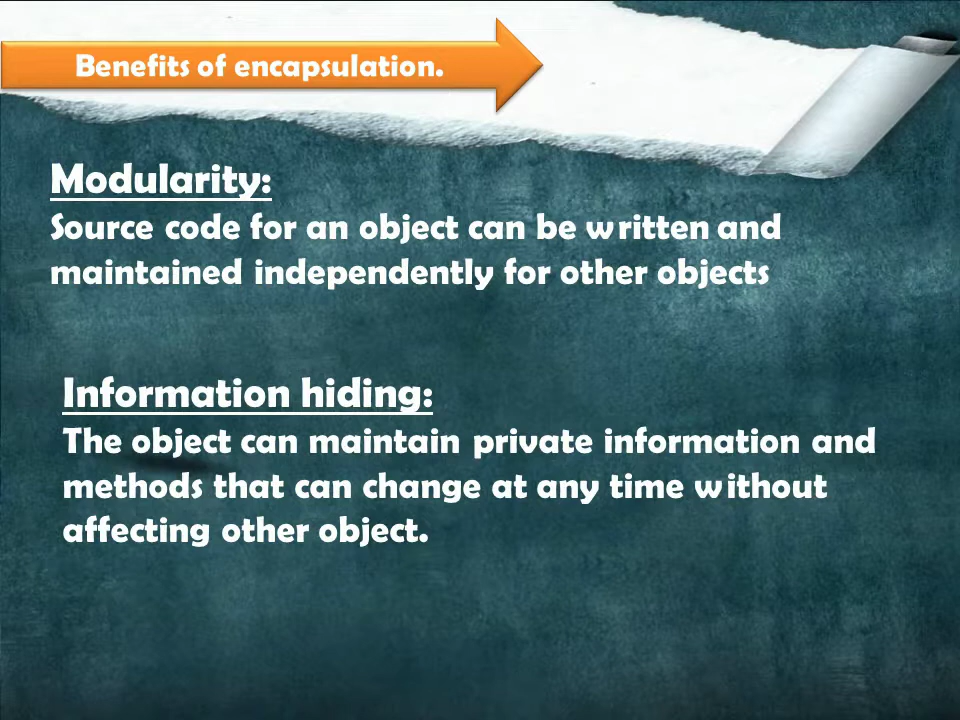 Benefits of encapsulation.
Modularity:
Source code for an object can be written and
maintained independently for other objects
Information hiding:
The object can maintain private information and
methods that can change at any time without
affecting other object.